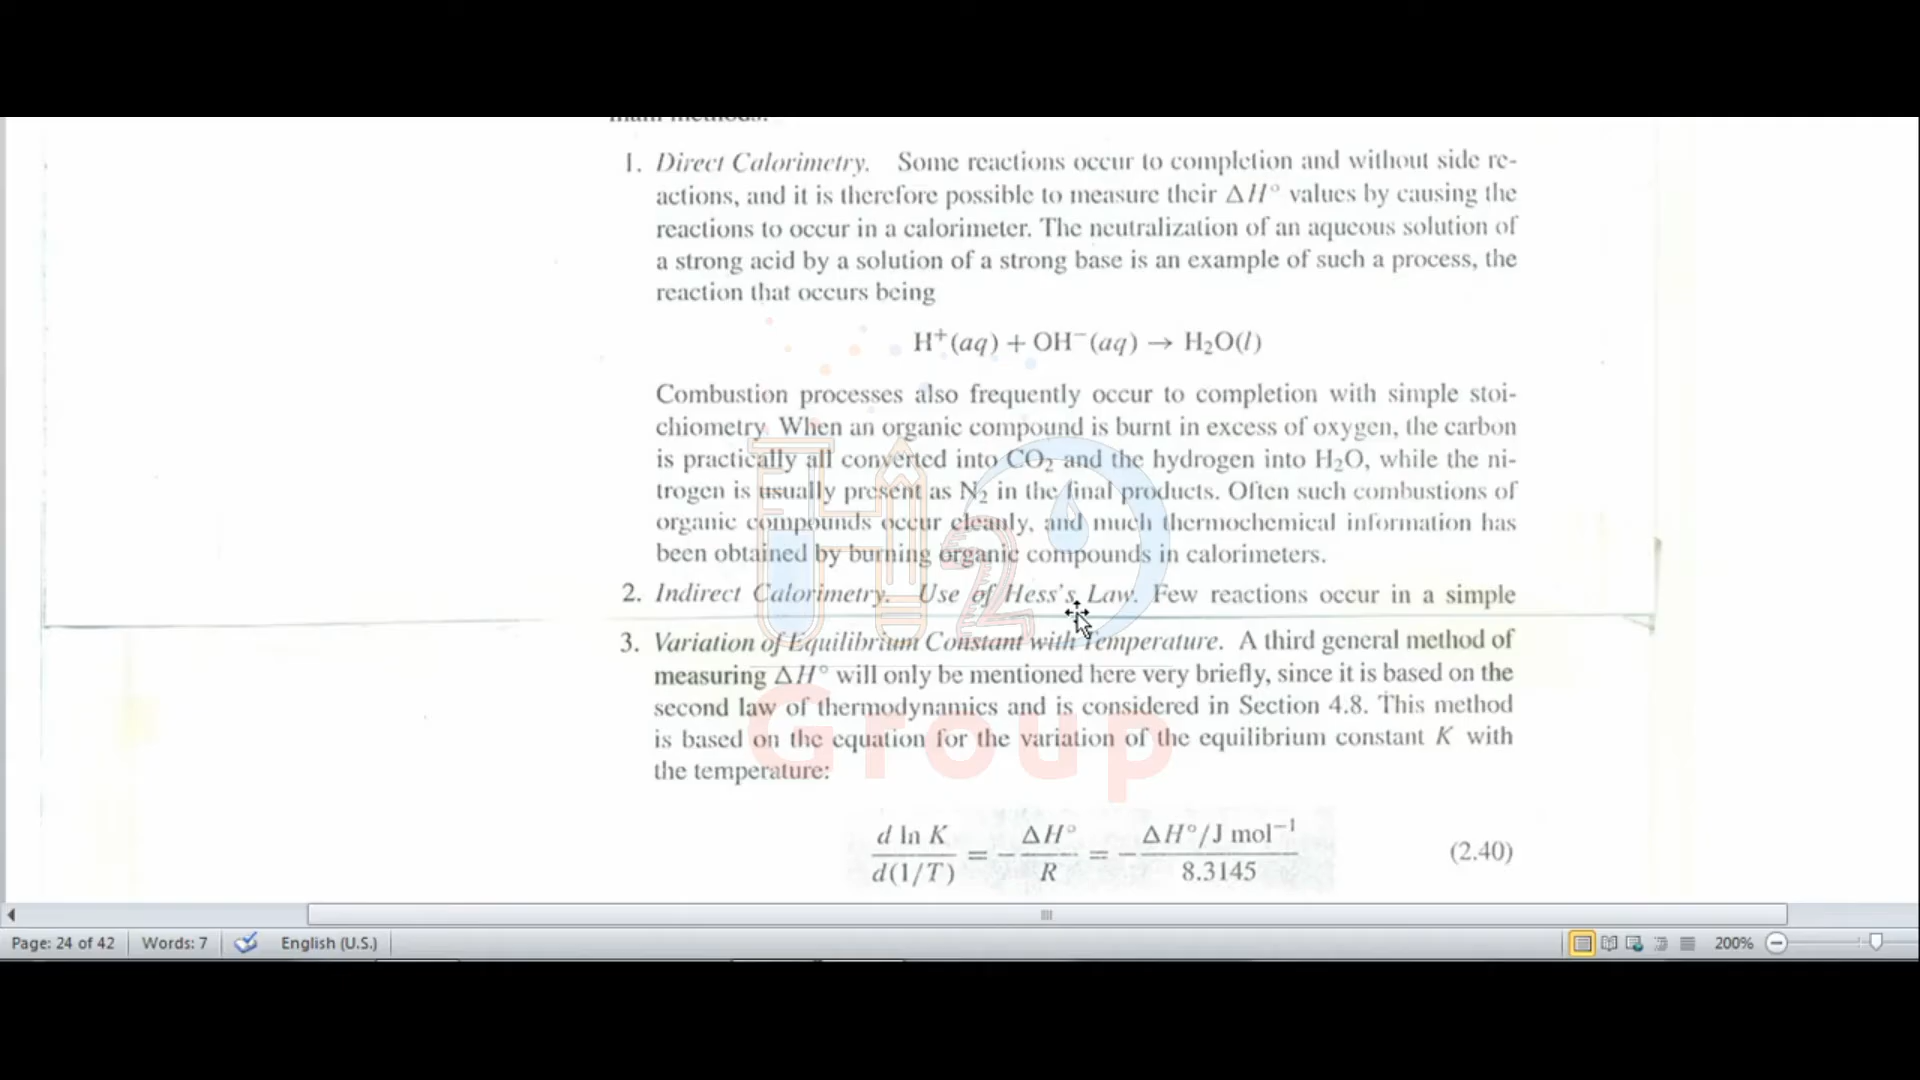 main methods.
1. Direct Calorimetry. Some reactions occur to completion and without side re-
actions, and it is therefore possible to measure their ΔH° values by causing the
reactions to occur in a calorimeter. The neutralization of an aqueous solution of
a strong acid by a solution of a strong base is an example of such a process, the
reaction that occurs being
H⁺(aq) + OH⁻(aq) → H₂O(l)
Combustion processes also frequently occur to completion with simple stoi-
chiometry. When an organic compound is burnt in excess of oxygen, the carbon
is practically all converted into CO₂ and the hydrogen into H₂O, while the ni-
trogen is usually present as N₂ in the final products. Often such combustions of
organic compounds occur cleanly, and much thermochemical information has
been obtained by burning organic compounds in calorimeters.
2. Indirect Calorimetry. Use of Hess's Law. Few reactions occur in a simple
3. Variation of Equilibrium Constant with Temperature. A third general method of
measuring ΔH° will only be mentioned here very briefly, since it is based on the
second law of thermodynamics and is considered in Section 4.8. This method
is based on the equation for the variation of the equilibrium constant K with
the temperature:
d ln K / d(1/T) = − ΔH° / R = − ΔH°/J mol⁻¹ / 8.3145 (2.40)
H2O
Group
Page: 24 of 42 Words: 7 English (U.S.) 200%